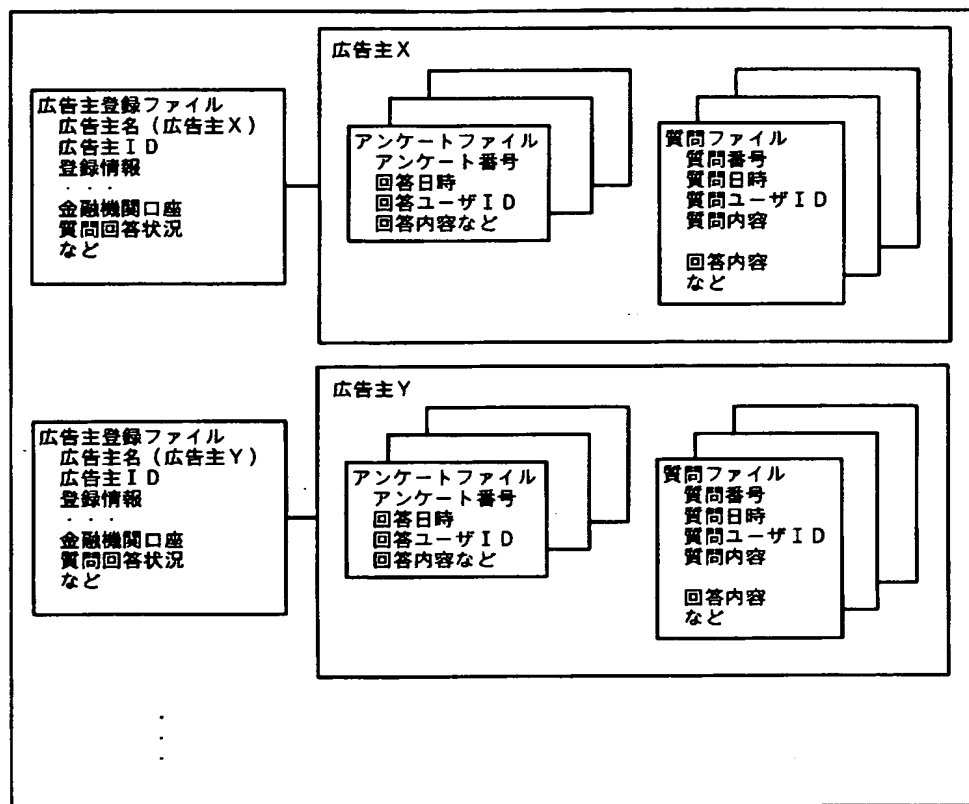 広告主登録ファイル
広告主名(広告主X)
広告主ID
登録情報
・・・
金融機関口座
質問回答状況
など
広告主X
アンケートファイル
アンケート番号
回答日時
回答ユーザID
回答内容など
質問ファイル
質問番号
質問日時
質問ユーザID
質問内容
回答内容
など
広告主登録ファイル
広告主名(広告主Y)
広告主ID
登録情報
・・・
金融機関口座
質問回答状況
など
広告主Y
アンケートファイル
アンケート番号
回答日時
回答ユーザID
回答内容など
質問ファイル
質問番号
質問日時
質問ユーザID
質問内容
回答内容
など